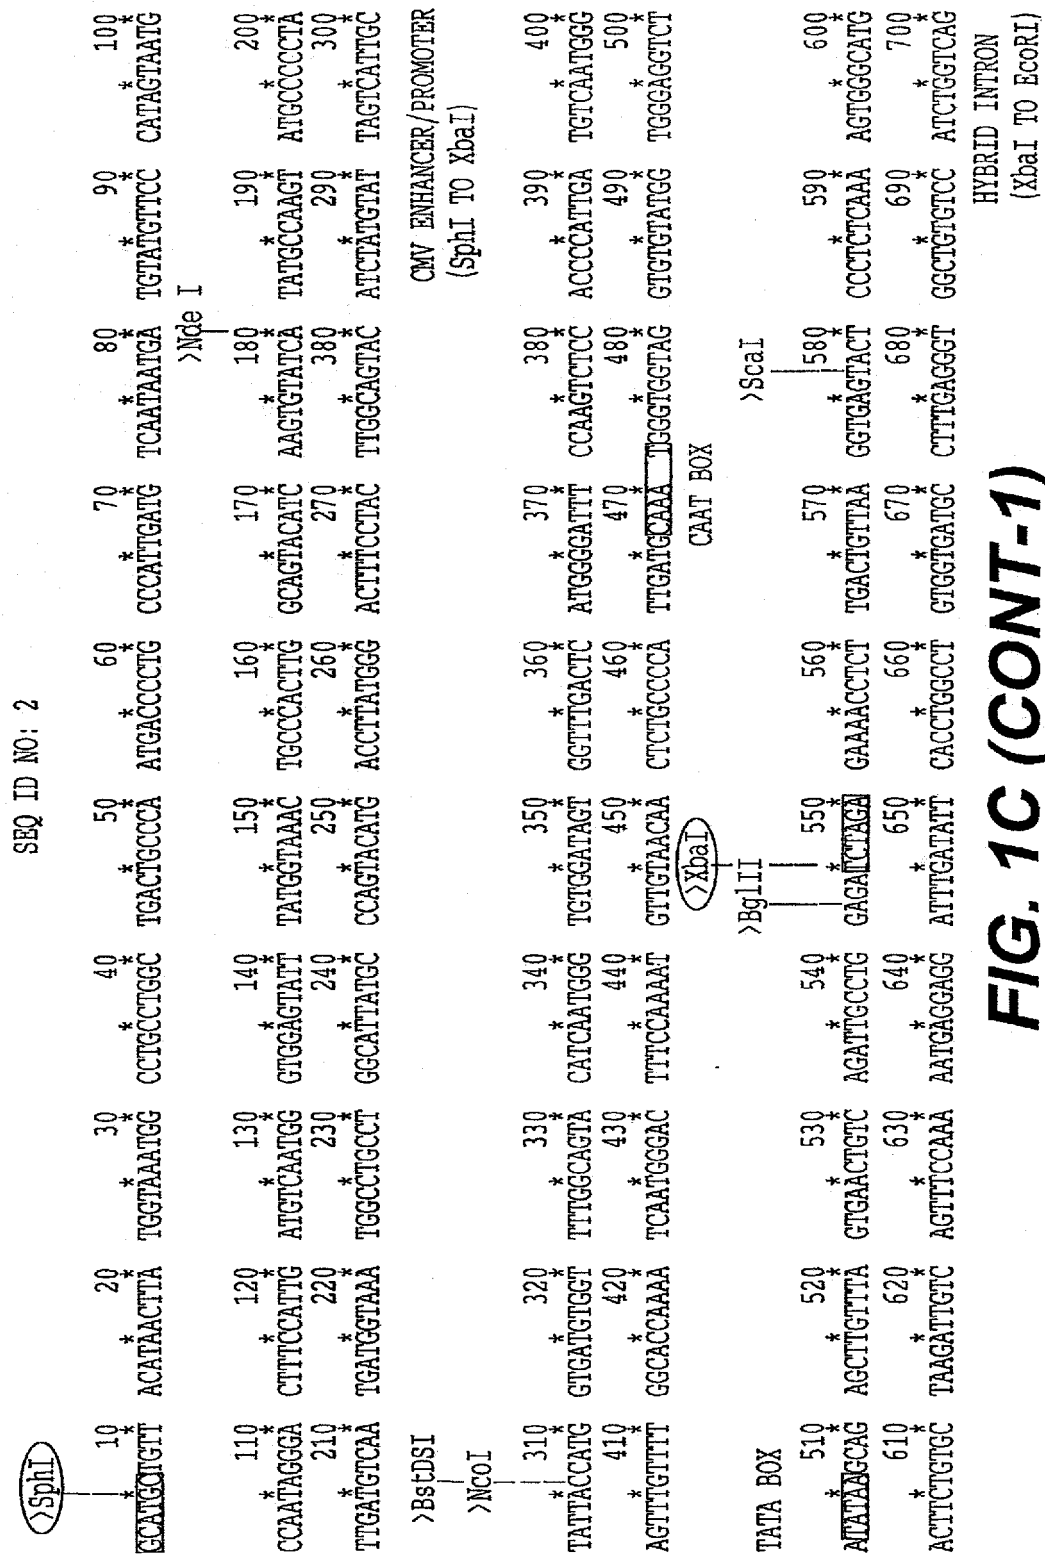 SEQ ID NO: 2
>SphI
10 20 30 40 50 60 70 80 90 100
* * * * * * * * * * * * * * * * * * * *
GCATGCTGTT ACATAACTTA TGGTAAATGG CCTGCCTGGC TGACTGCCCA ATGACCCCTG CCCATTGATG TCAATAATGA TGTATGTTCC CATAGTAATG
>Nde I
110 120 130 140 150 160 170 180 190 200
* * * * * * * * * * * * * * * * * * * *
CCAATAGGGA CTTTCCATTG ATGTCAATGG GTGGAGTATT TATGGTAAAC TGCCCACTTG GCAGTACATC AAGTGTATCA TATGCCAAGT ATGCCCCCTA
210 220 230 240 250 260 270 380 290 300
* * * * * * * * * * * * * * * * * * * *
TTGATGTCAA TGATGGTAAA TGGCCTGCCT GGCATTATGC CCAGTACATG ACCTTATGGG ACTTTCCTAC TTGGCAGTAC ATCTATGTAT TAGTCATTGC
>BstDSI
CMV ENHANCER/PROMOTER
>NcoI
(SphI TO XbaI)
310 320 330 340 350 360 370 380 390 400
* * * * * * * * * * * * * * * * * * * *
TATTACCATG GTGATGTGGT TTTGGCAGTA CATCAATGGG TGTGGATAGT GGTTTGACTC ATGGGGATTT CCAAGTCTCC ACCCCATTGA TGTCAATGGG
410 420 430 440 450 460 470 480 490 500
* * * * * * * * * * * * * * * * * * * *
AGTTTGTTTT GGCACCAAAA TCAATGGGAC TTTCCAAAAT GTTGTAACAA CTCTGCCCCA TTGATGCAAA TGGGTGGTAG GTGTGTATGG TGGGAGGTCT
>XbaI CAAT BOX
TATA BOX >BglII >ScaI
510 520 530 540 550 560 570 580 590 600
* * * * * * * * * * * * * * * * * * * *
ATATAAGCAG AGCTTGTTTA GTGAACTGTC AGATTGCCTG GAGATCTAGA GAAAACCTCT TGACTGTTAA GGTGAGTACT CCCTCTCAAA AGTGGGCATG
610 620 630 640 650 660 670 680 690 700
* * * * * * * * * * * * * * * * * * * *
ACTTCTGTGC TAAGATTGTC AGTTTCCAAA AATGAGGAGG ATTTGATATT CACCTGGCCT GTGGTGATGC CTTTGAGGGT GGCTGTGTCC ATCTGGTCAG
HYBRID INTRON
(XbaI TO EcoRI)
FIG. 1C (CONT-1)